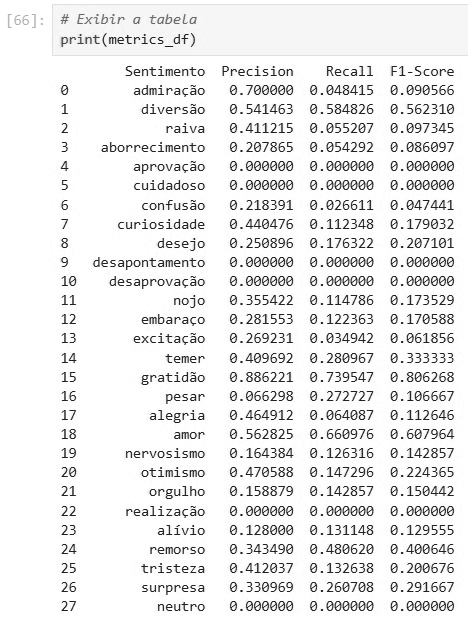 [66]: # Exibir a tabela
print(metrics_df)
Sentimento Precision Recall F1-Score
0 admiração 0.700000 0.048415 0.090566
1 diversão 0.541463 0.584826 0.562310
2 raiva 0.411215 0.055207 0.097345
3 aborrecimento 0.207865 0.054292 0.086097
4 aprovação 0.000000 0.000000 0.000000
5 cuidadoso 0.000000 0.000000 0.000000
6 confusão 0.218391 0.026611 0.047441
7 curiosidade 0.440476 0.112348 0.179032
8 desejo 0.250896 0.176322 0.207101
9 desapontamento 0.000000 0.000000 0.000000
10 desaprovação 0.000000 0.000000 0.000000
11 nojo 0.355422 0.114786 0.173529
12 embaraço 0.281553 0.122363 0.170588
13 excitação 0.269231 0.034942 0.061856
14 temer 0.409692 0.280967 0.333333
15 gratidão 0.886221 0.739547 0.806268
16 pesar 0.066298 0.272727 0.106667
17 alegria 0.464912 0.064087 0.112646
18 amor 0.562825 0.660976 0.607964
19 nervosismo 0.164384 0.126316 0.142857
20 otimismo 0.470588 0.147296 0.224365
21 orgulho 0.158879 0.142857 0.150442
22 realização 0.000000 0.000000 0.000000
23 alívio 0.128000 0.131148 0.129555
24 remorso 0.343490 0.480620 0.400646
25 tristeza 0.412037 0.132638 0.200676
26 surpresa 0.330969 0.260708 0.291667
27 neutro 0.000000 0.000000 0.000000